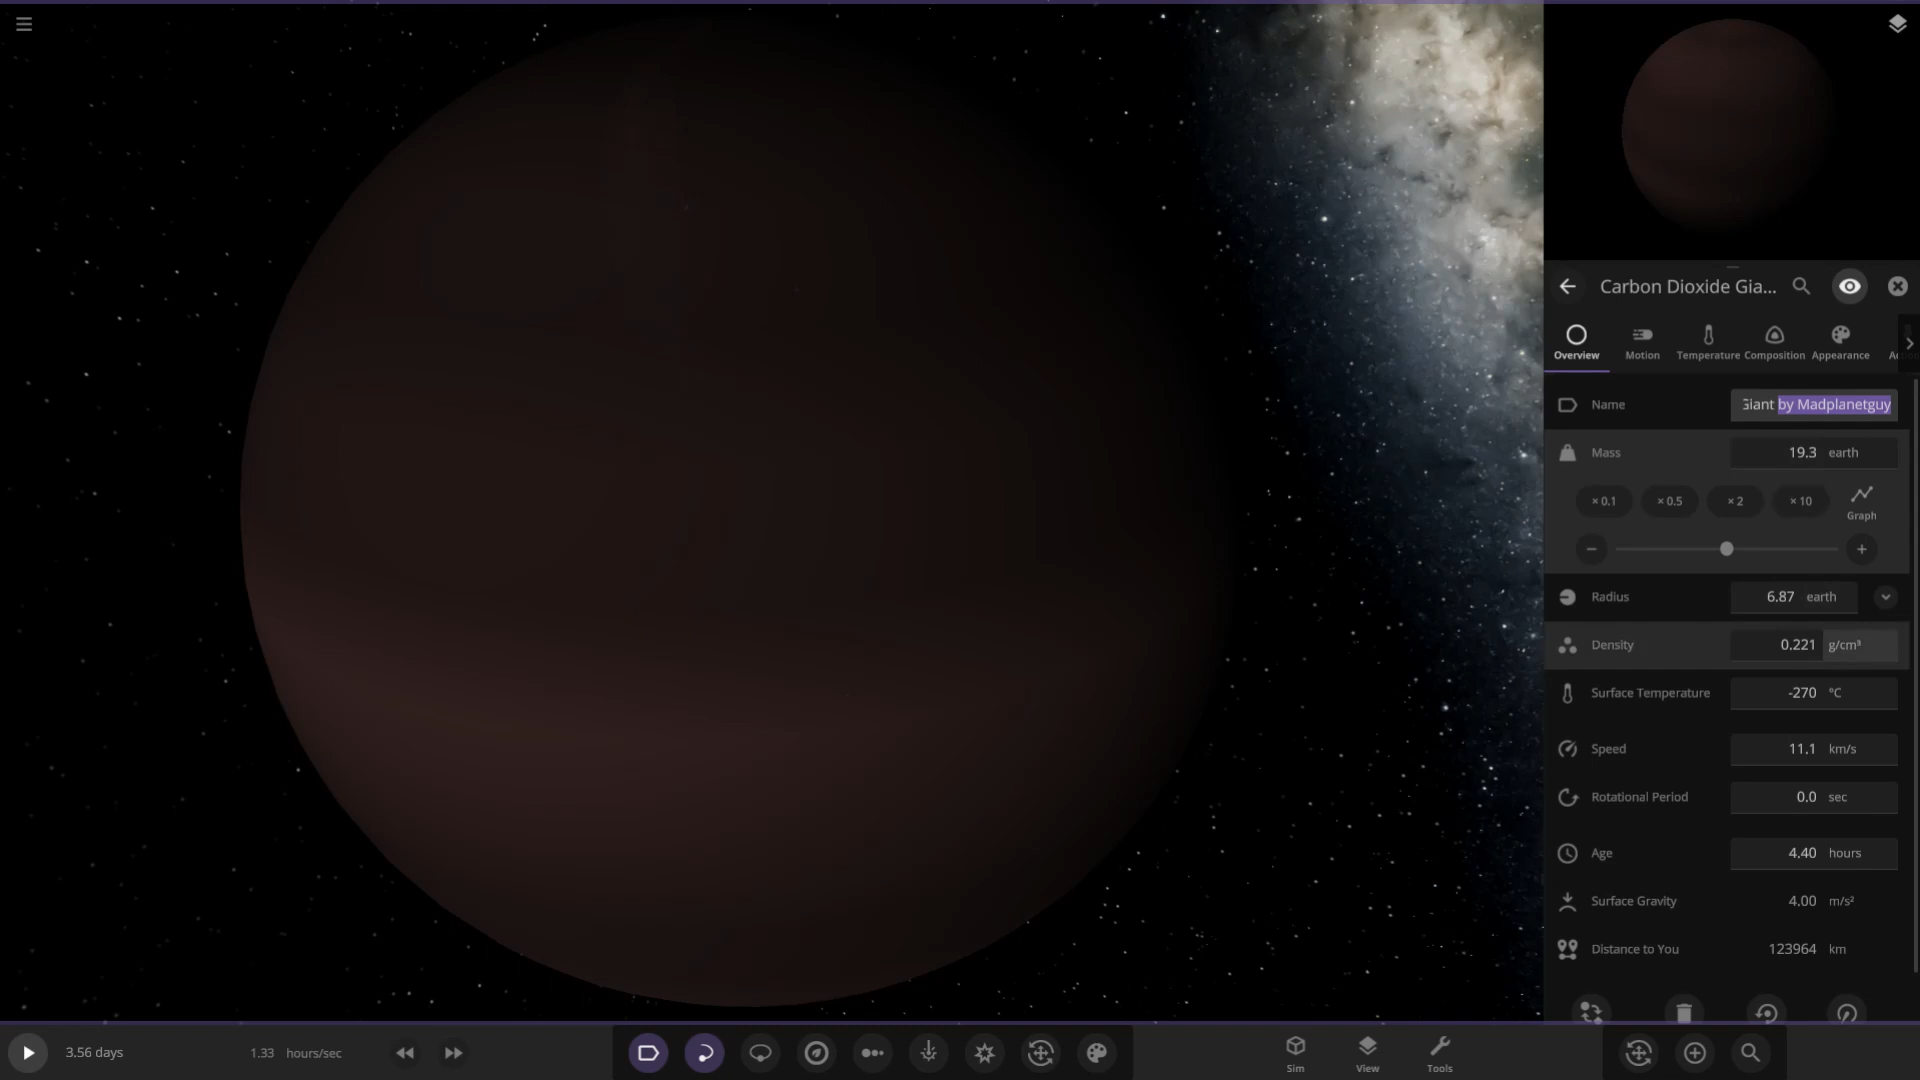 Carbon Dioxide Gia...
Overview
Motion
Temperature
Composition
Appearance
Name
Giant by Madplanetguy
Mass
19.3 earth
× 0.1
× 0.5
× 2
× 10
Graph
Radius
6.87 earth
Density
0.221 g/cm³
Surface Temperature
-270 °C
Speed
11.1 km/s
Rotational Period
0.0 sec
Age
4.40 hours
Surface Gravity
4.00 m/s²
Distance to You
123964 km
3.56 days
1.33 hours/sec
Sim
View
Tools